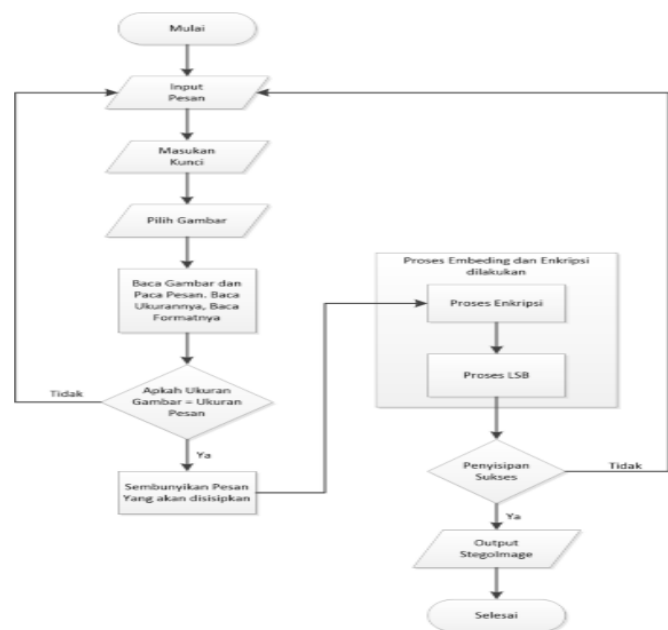 Mulai
Input
Pesan
Masukan
Kunci
Pilih Gambar
Baca Gambar dan
Paca Pesan. Baca
Ukurannya, Baca
Formatnya
Tidak
Apkah Ukuran
Gambar = Ukuran
Pesan
Ya
Sembunyikan Pesan
Yang akan disisipkan
Proses Embeding dan Enkripsi
dilakukan
Proses Enkripsi
Proses LSB
Penyisipan
Sukses
Tidak
Ya
Output
StegoImage
Selesai